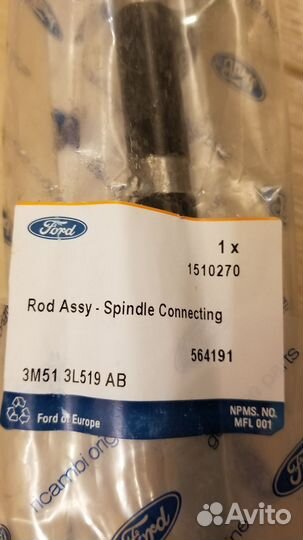 Ford
1 x
1510270
Rod Assy - Spindle Connecting
564191
3M51 3L519 AB
Ford of Europe
NPMS. NO.
MFL 001
ricambi
Avito